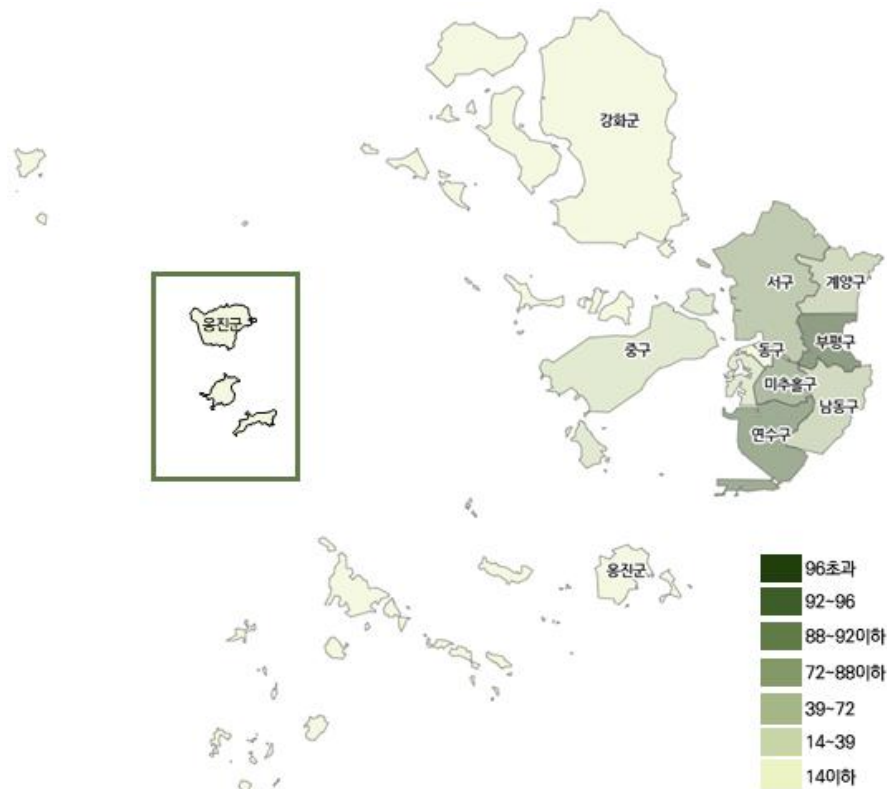 강화군
서구
계양구
옹진군
부평구
중구
동구
미추홀구
남동구
연수구
옹진군
96초과
92~96
88~92이하
72~88이하
39~72
14~39
14이하